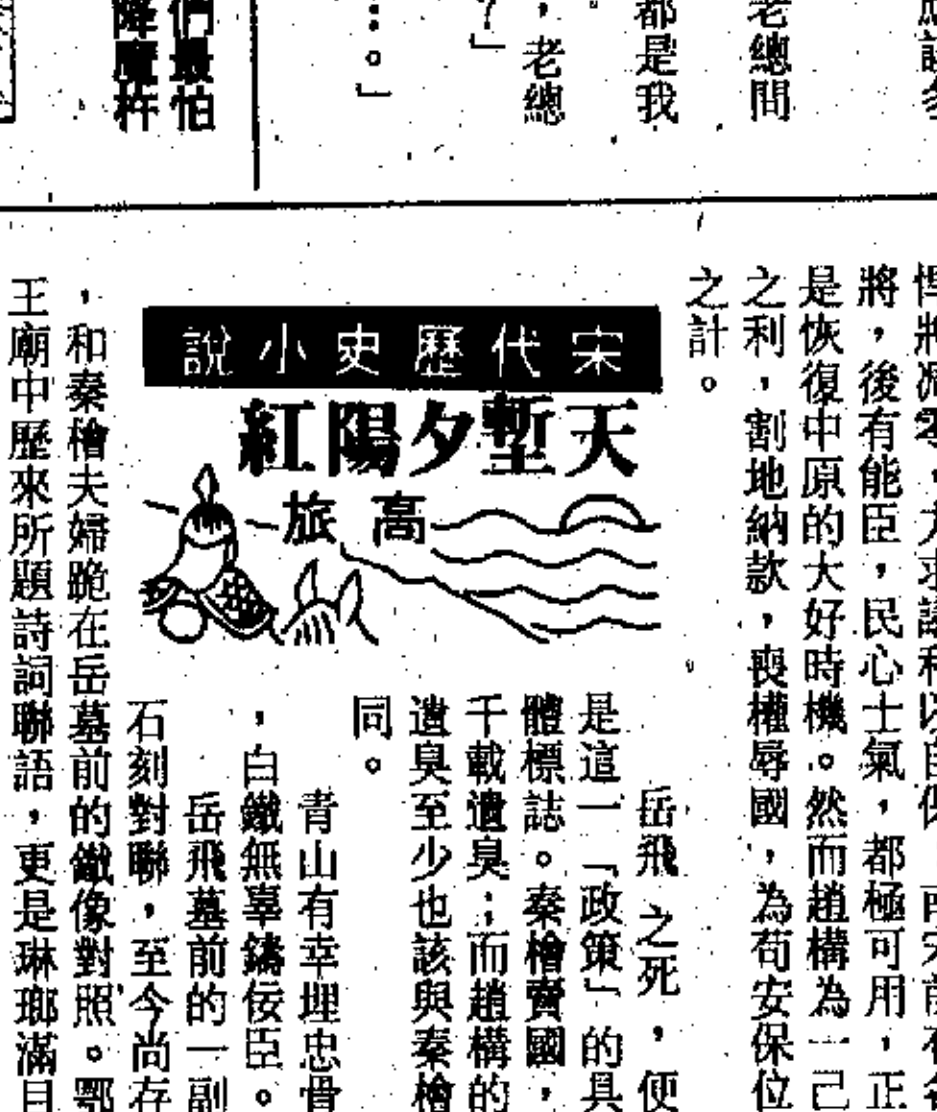 老總問
都是我
，老總
？」
…。」
們最怕
降魔杵
將，後有能臣，民心士氣，都極可用，正
是恢復中原的大好時機。然而趙構為一己
之利，割地納款，喪權辱國，為苟安保位
之計。
宋代歷史小說
天塹夕陽紅
高旅
岳飛之死，便
是這一「政策」的具
體標誌。秦檜賣國，
千載遺臭；而趙構的
遺臭至少也該與秦檜
同。
青山有幸埋忠骨
，白鐵無辜鑄佞臣。
岳飛墓前的一副
石刻對聯，至今尚存
，和秦檜夫婦跪在岳墓前的鐵像對照。鄂
王廟中歷來所題詩詞聯語，更是琳瑯滿目